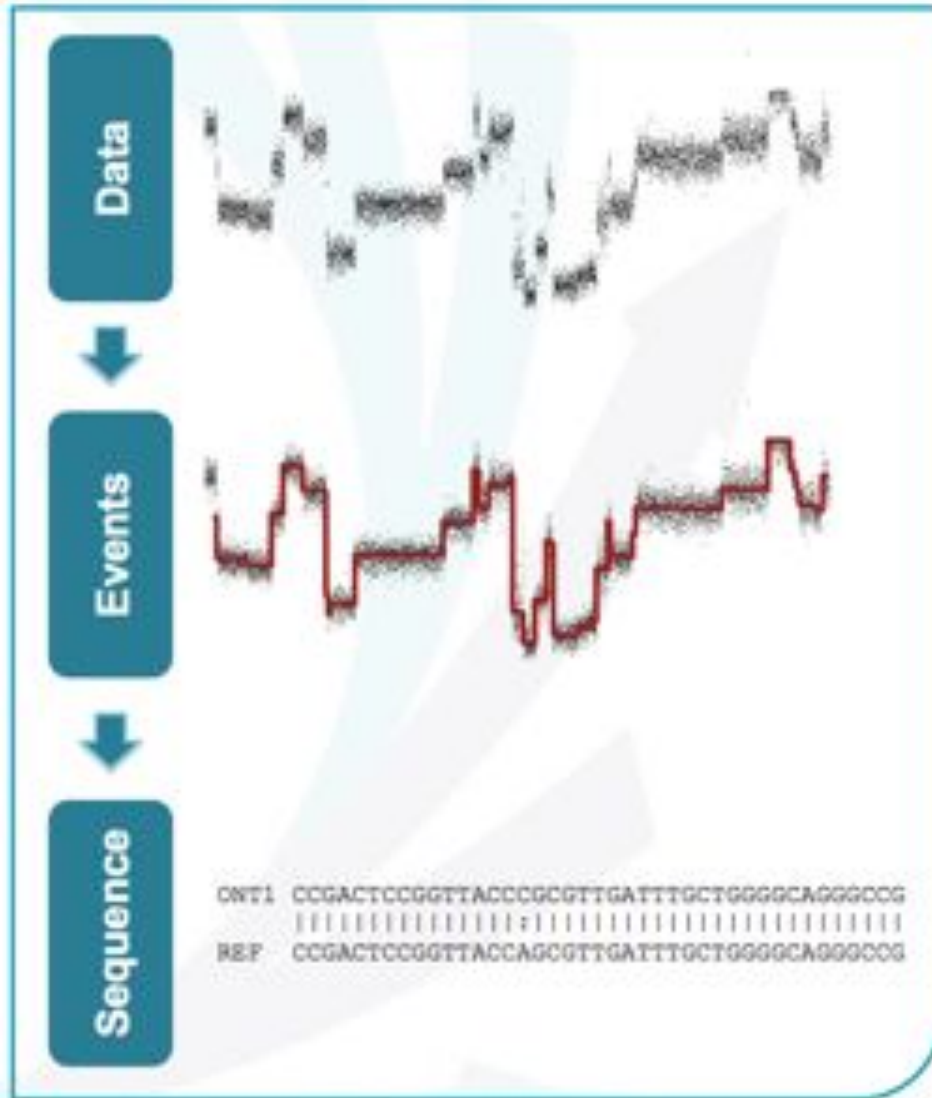 Data
Events
Sequence
ONT1 CCGACTCCGGTTACCCGCGTTGATTTGCTGGGGCAGGGCCG
||||||||||||||||:|||||||||||||||||||||||||
REF CCGACTCCGGTTACCAGCGTTGATTTGCTGGGGCAGGGCCG